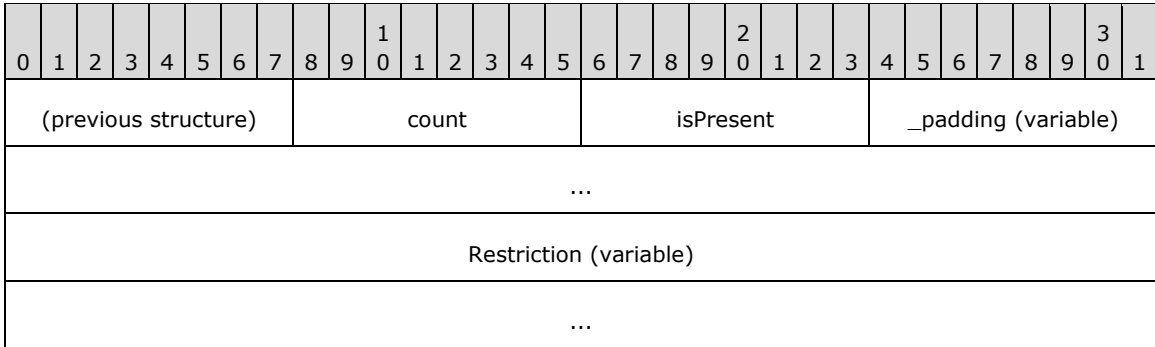 1 2 3
0 1 2 3 4 5 6 7 8 9 0 1 2 3 4 5 6 7 8 9 0 1 2 3 4 5 6 7 8 9 0 1
(previous structure) count isPresent _padding (variable)
...
Restriction (variable)
...